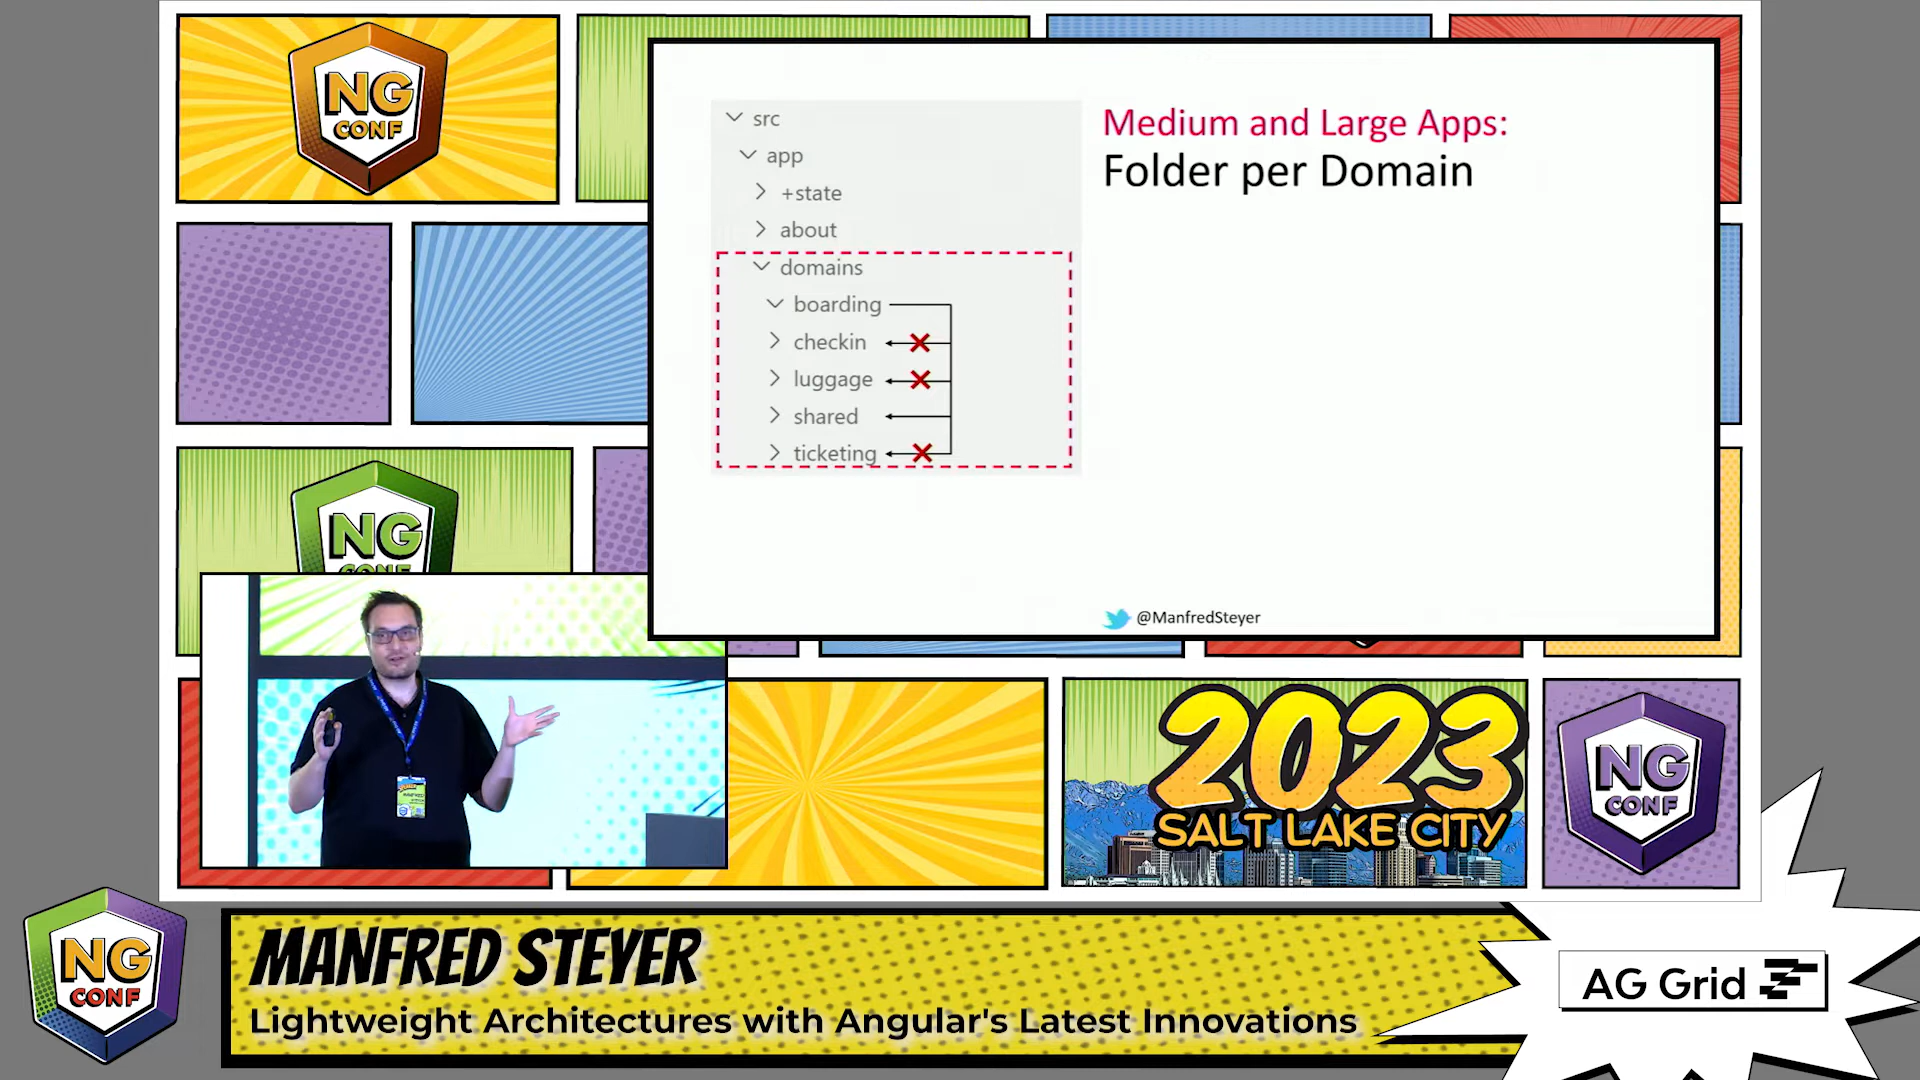 NG
CONF
src
app
+state
about
domains
boarding
checkin
luggage
shared
ticketing
Medium and Large Apps:
Folder per Domain
@ManfredSteyer
NG
CONF
2023
SALT LAKE CITY
NG
CONF
NG
CONF
MANFRED STEYER
Lightweight Architectures with Angular's Latest Innovations
AG Grid